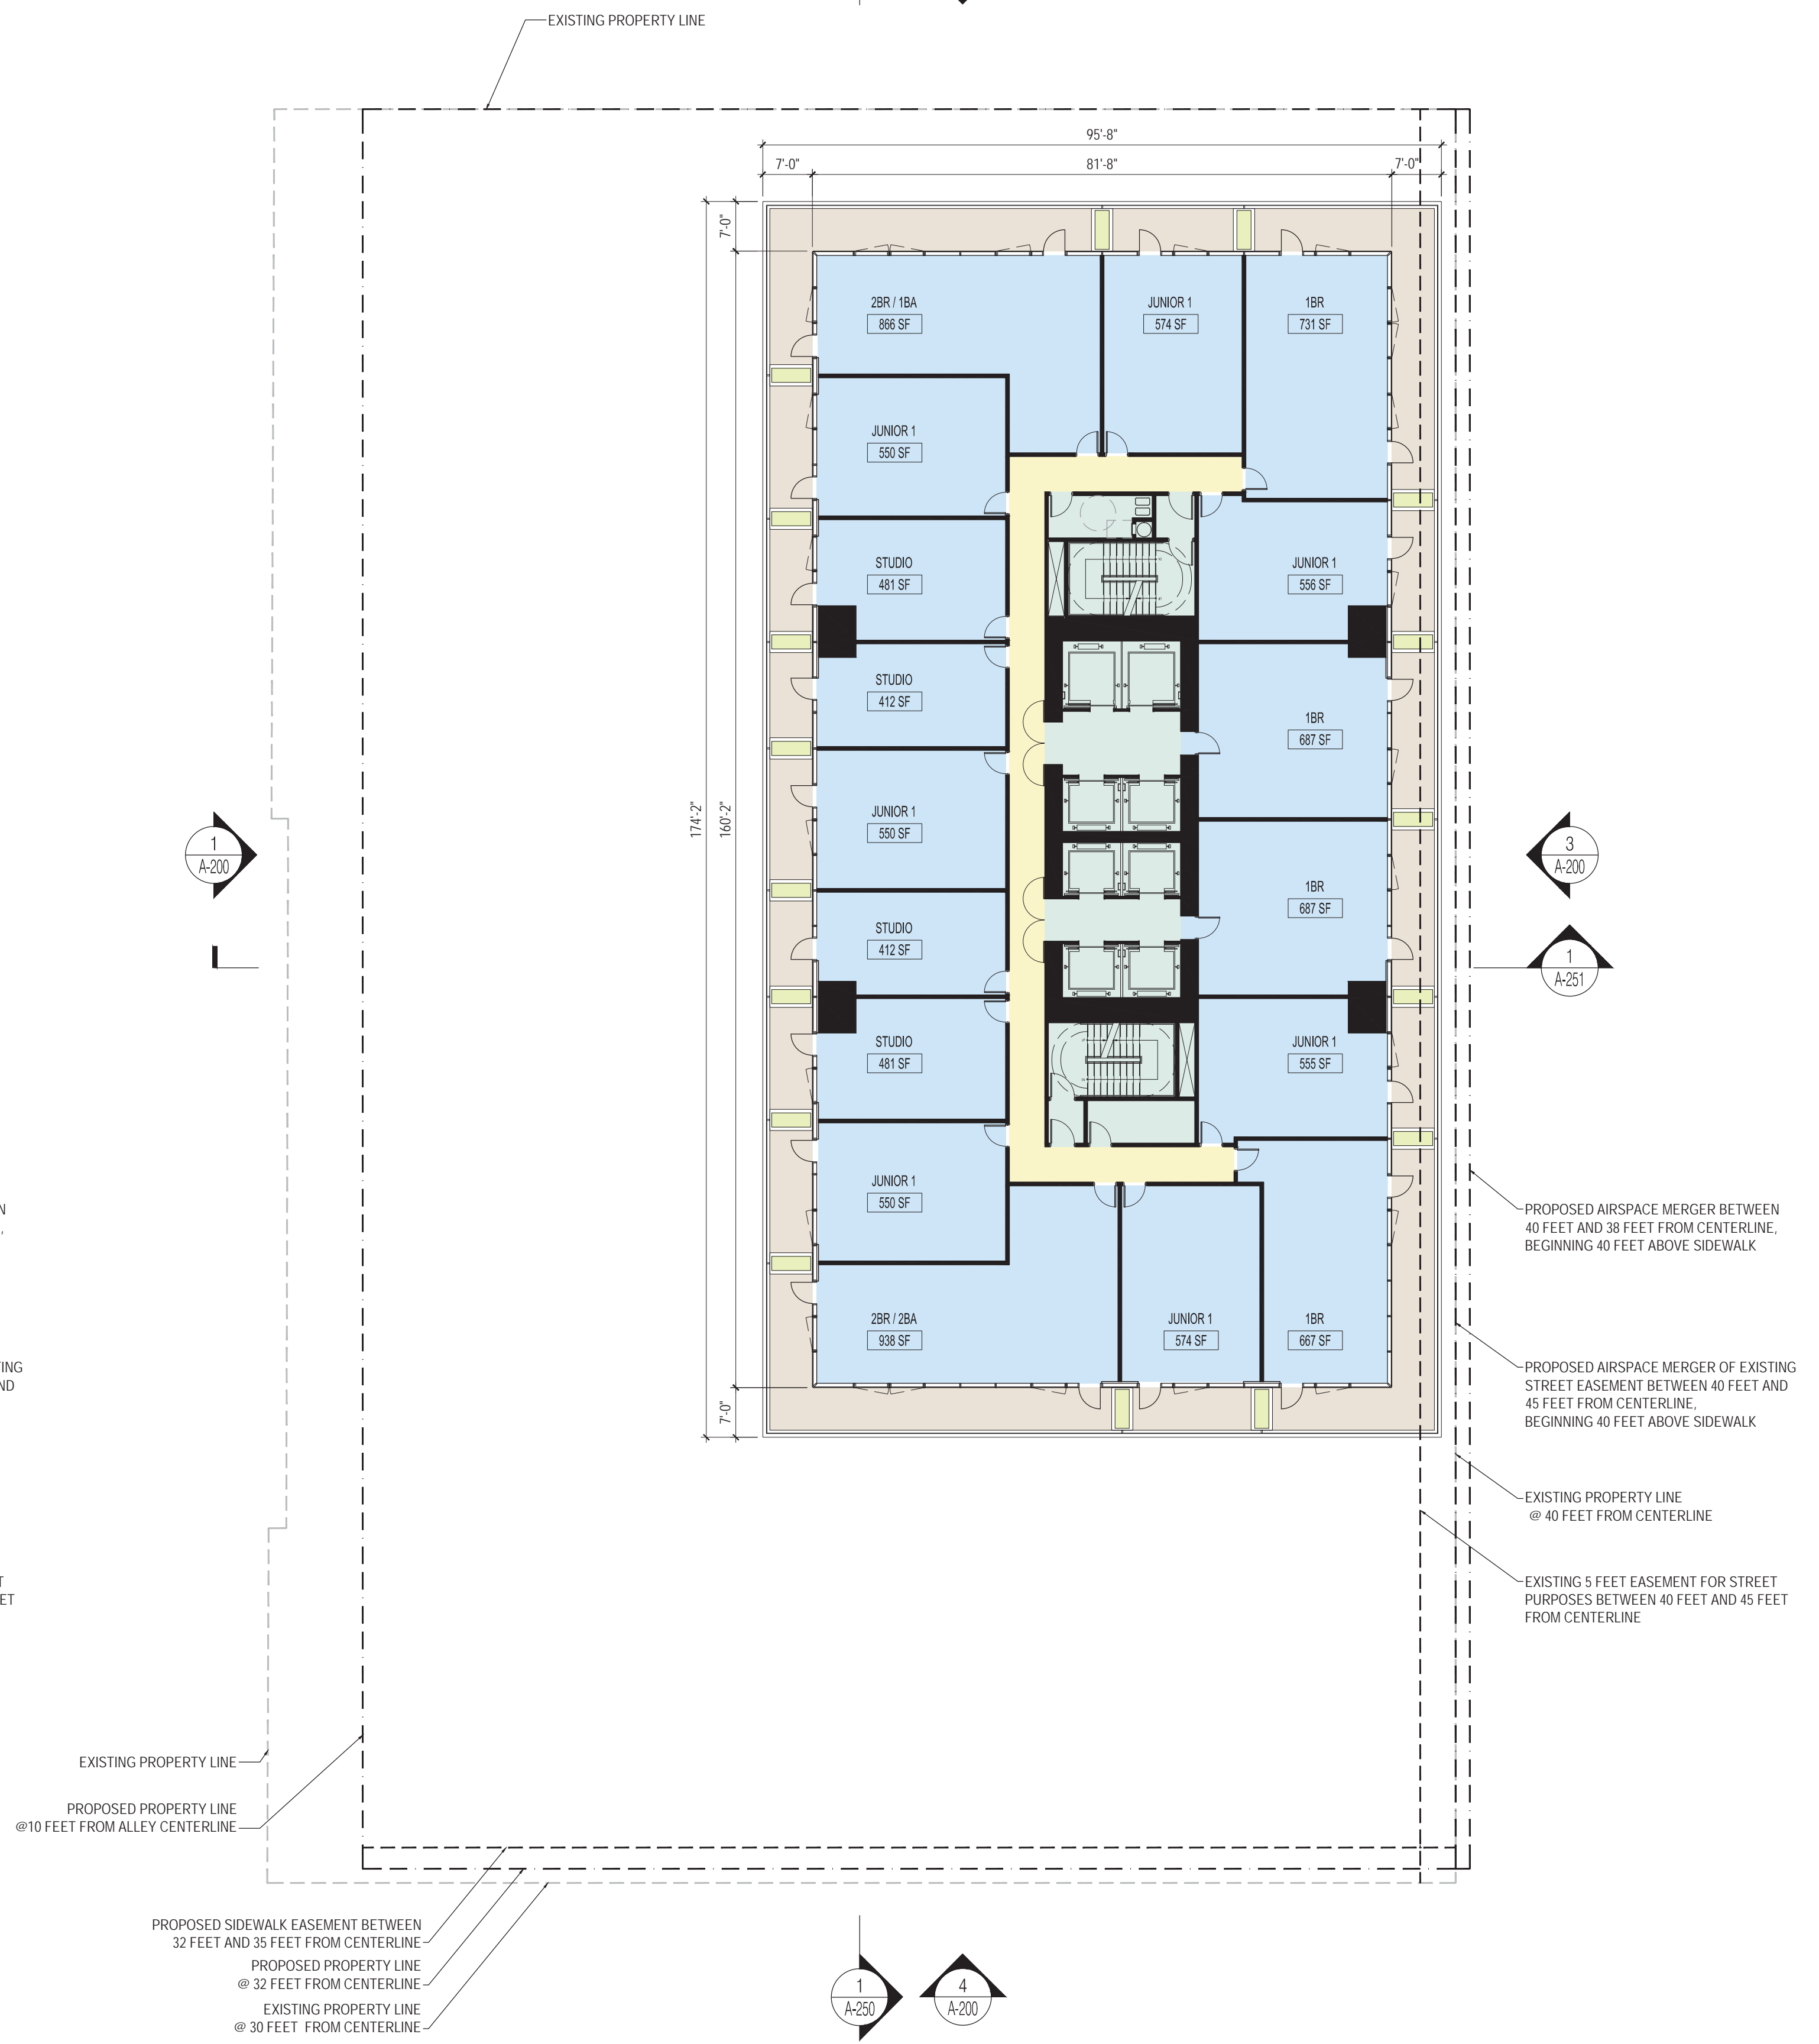 EXISTING PROPERTY LINE
95'-8"
7'-0"
81'-8"
7'-0"
7'-0"
174'-2"
160'-2"
7'-0"
2BR / 1BA
866 SF
JUNIOR 1
574 SF
1BR
731 SF
JUNIOR 1
550 SF
STUDIO
481 SF
JUNIOR 1
556 SF
STUDIO
412 SF
1BR
687 SF
JUNIOR 1
550 SF
1BR
687 SF
STUDIO
412 SF
STUDIO
481 SF
JUNIOR 1
555 SF
JUNIOR 1
550 SF
2BR / 2BA
938 SF
JUNIOR 1
574 SF
1BR
667 SF
1
A-200
3
A-200
1
A-251
N
,
TING
ND
T
ET
PROPOSED AIRSPACE MERGER BETWEEN
40 FEET AND 38 FEET FROM CENTERLINE,
BEGINNING 40 FEET ABOVE SIDEWALK
PROPOSED AIRSPACE MERGER OF EXISTING
STREET EASEMENT BETWEEN 40 FEET AND
45 FEET FROM CENTERLINE,
BEGINNING 40 FEET ABOVE SIDEWALK
EXISTING PROPERTY LINE
@ 40 FEET FROM CENTERLINE
EXISTING 5 FEET EASEMENT FOR STREET
PURPOSES BETWEEN 40 FEET AND 45 FEET
FROM CENTERLINE
EXISTING PROPERTY LINE
PROPOSED PROPERTY LINE
@10 FEET FROM ALLEY CENTERLINE
PROPOSED SIDEWALK EASEMENT BETWEEN
32 FEET AND 35 FEET FROM CENTERLINE
PROPOSED PROPERTY LINE
@ 32 FEET FROM CENTERLINE
EXISTING PROPERTY LINE
@ 30 FEET FROM CENTERLINE
1
A-250
4
A-200